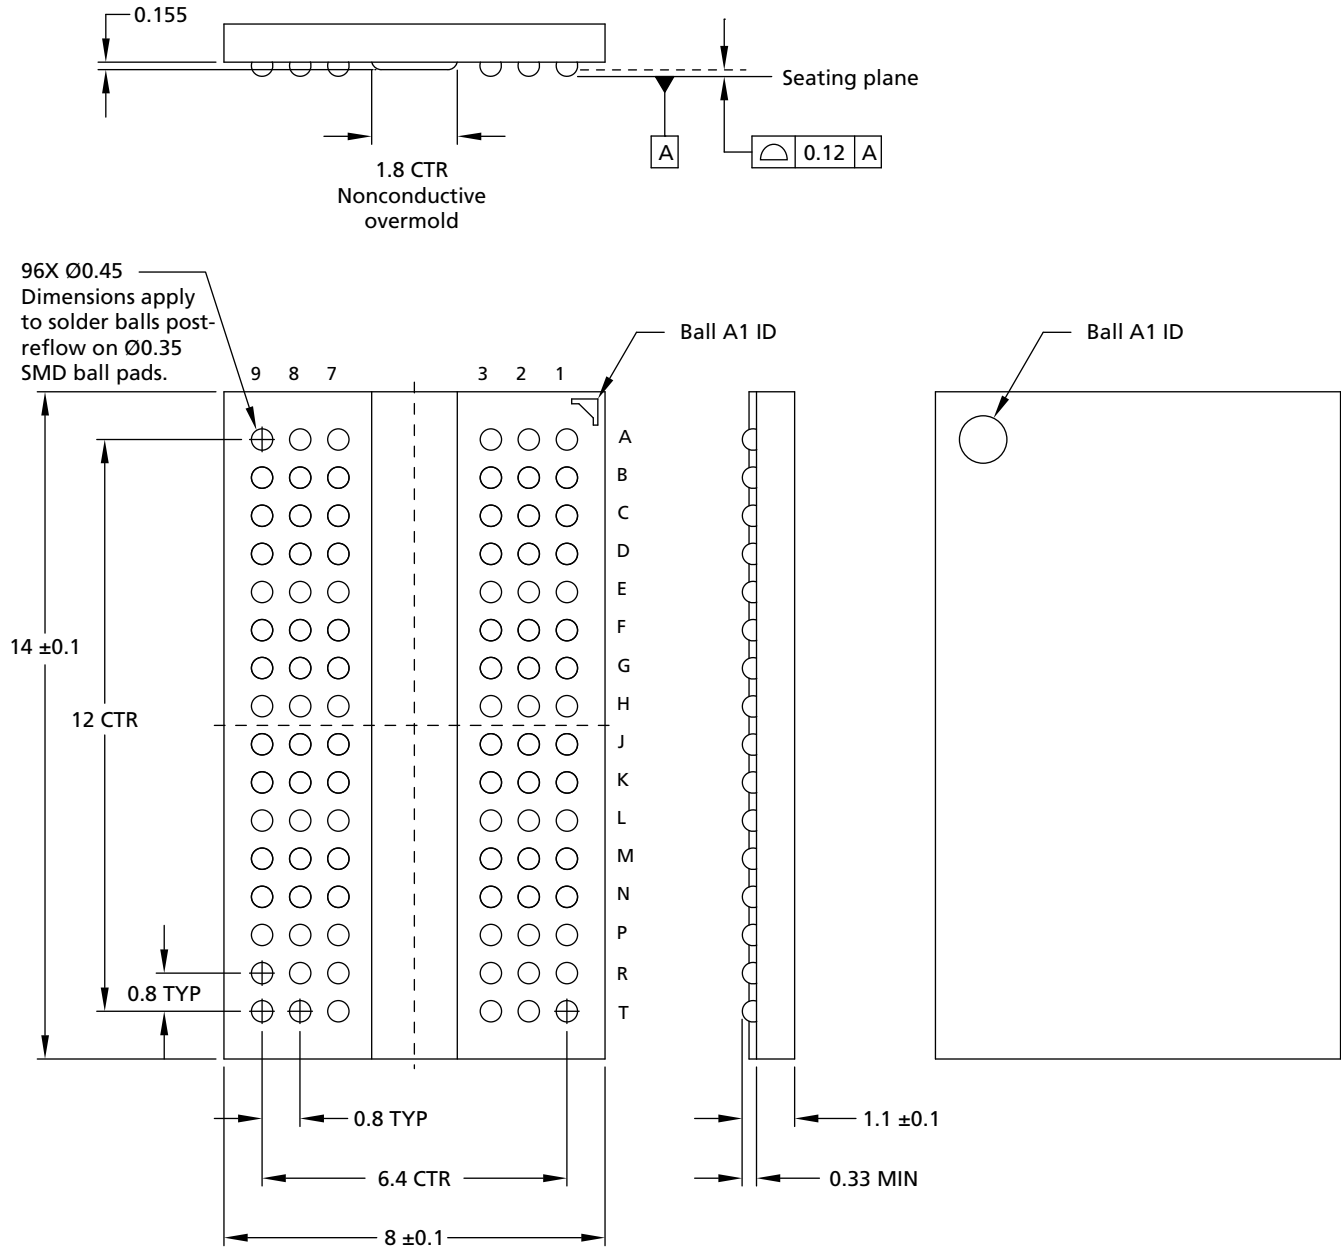 0.155
Seating plane
A
0.12 A
1.8 CTR
Nonconductive
overmold
96X Ø0.45
Dimensions apply
to solder balls post-
reflow on Ø0.35
SMD ball pads.
Ball A1 ID
Ball A1 ID
9 8 7 3 2 1
A
B
C
D
E
F
G
H
J
K
L
M
N
P
R
T
14 ±0.1
12 CTR
0.8 TYP
0.8 TYP
1.1 ±0.1
6.4 CTR
0.33 MIN
8 ±0.1